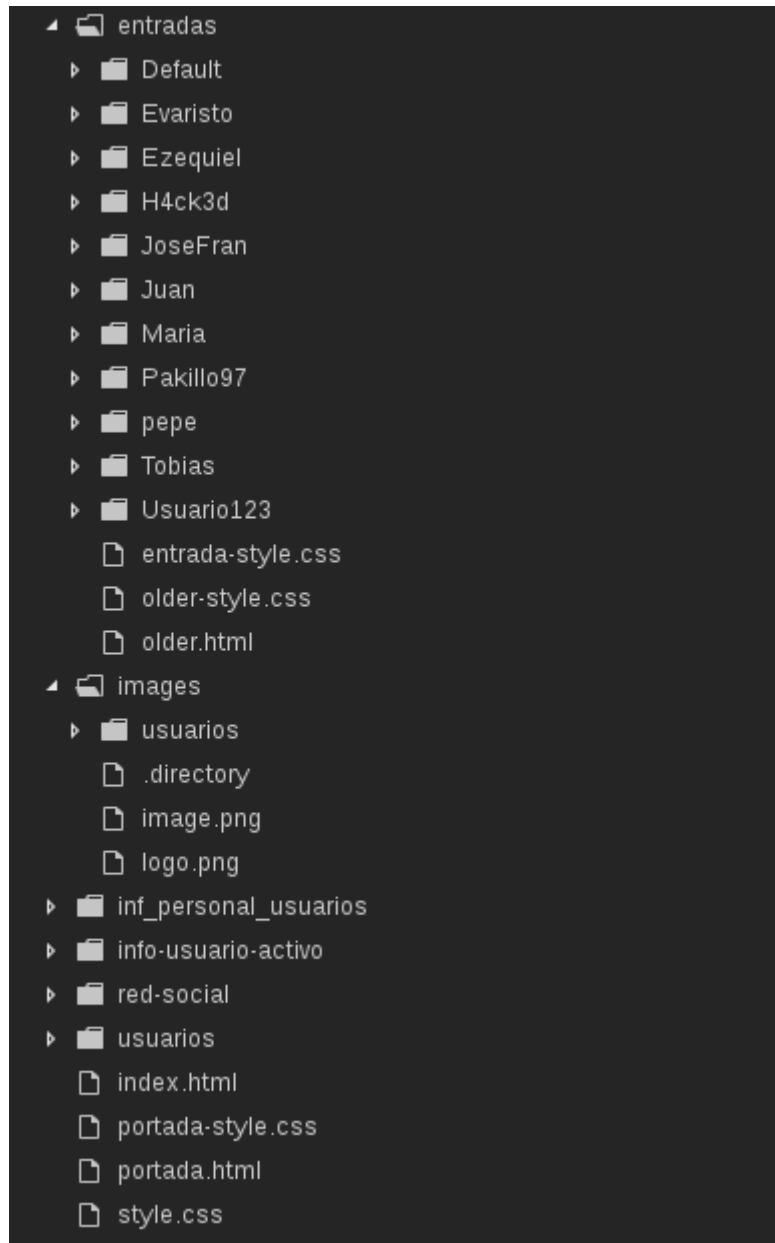 entradas
Default
Evaristo
Ezequiel
H4ck3d
JoseFran
Juan
Maria
Pakillo97
pepe
Tobias
Usuario123
entrada-style.css
older-style.css
older.html
images
usuarios
.directory
image.png
logo.png
inf_personal_usuarios
info-usuario-activo
red-social
usuarios
index.html
portada-style.css
portada.html
style.css